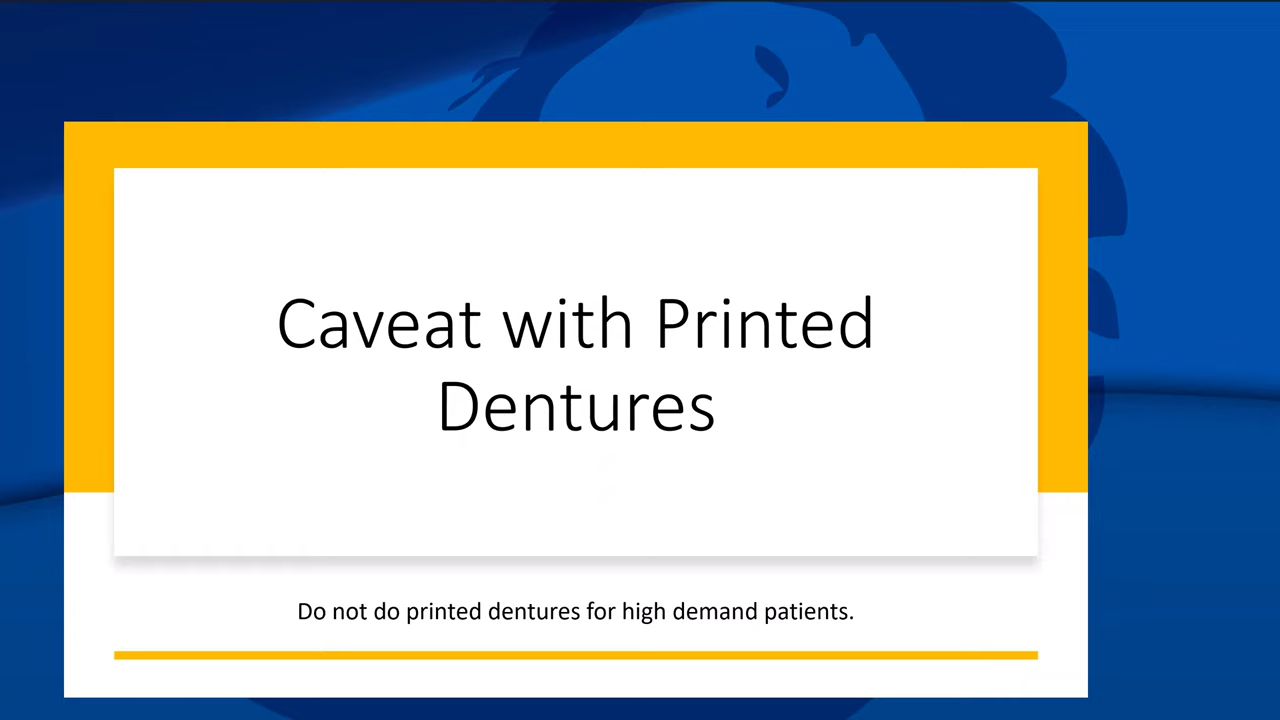 Caveat with Printed
Dentures
Do not do printed dentures for high demand patients.